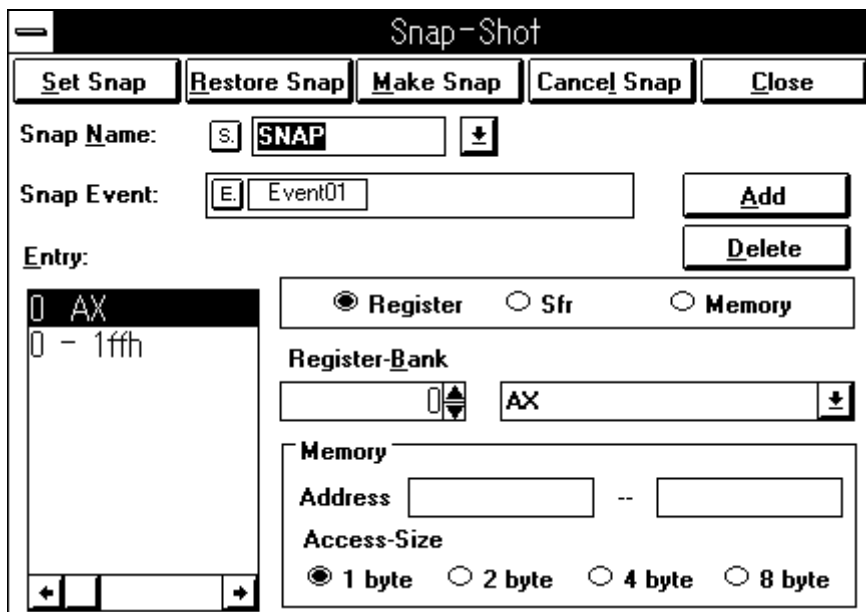 Snap-Shot
Set Snap Restore Snap Make Snap Cancel Snap Close
Snap Name: S. SNAP
Snap Event: E. Event01 Add
Delete
Entry:
0 AX
0 - 1ffh
Register Sfr Memory
Register-Bank
0 AX
Memory
Address --
Access-Size
1 byte 2 byte 4 byte 8 byte